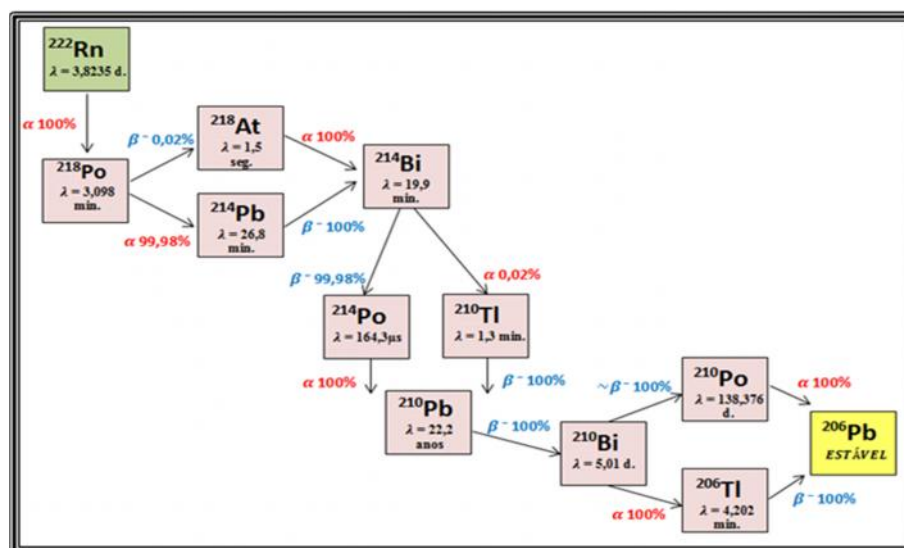 ²²²Rn
λ = 3,8235 d.
α 100%
²¹⁸Po
λ = 3,098
min.
β⁻ 0,02%
α 99,98%
²¹⁸At
λ = 1,5
seg.
α 100%
²¹⁴Pb
λ = 26,8
min.
β⁻ 100%
²¹⁴Bi
λ = 19,9
min.
β⁻ 99,98%
α 0,02%
²¹⁴Po
λ = 164,3μs
²¹⁰Tl
λ = 1,3 min.
α 100%
β⁻ 100%
²¹⁰Pb
λ = 22,2
anos
β⁻ 100%
²¹⁰Bi
λ = 5,01 d.
~β⁻ 100%
α 100%
²¹⁰Po
λ = 138,376
d.
α 100%
²⁰⁶Tl
λ = 4,202
min.
β⁻ 100%
²⁰⁶Pb
ESTÁVEL